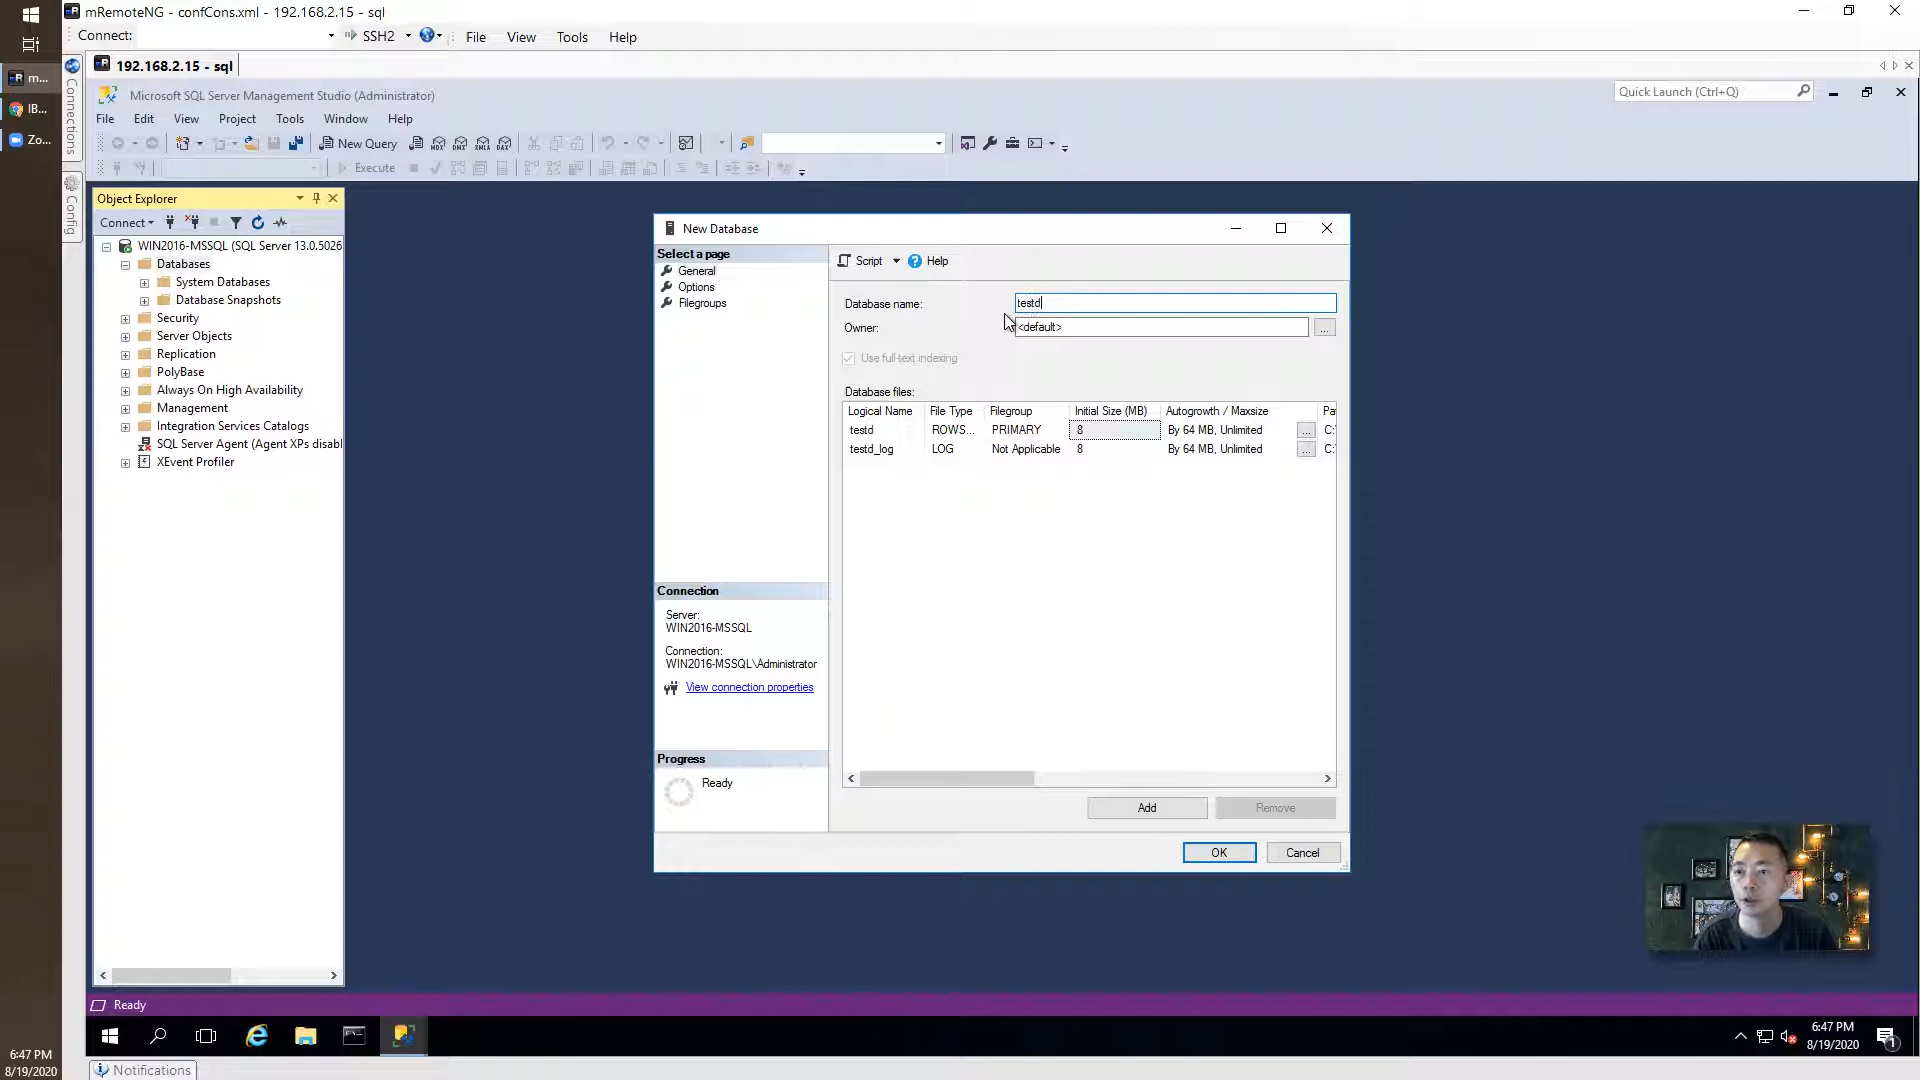 mRemoteNG - confCons.xml - 192.168.2.15 - sql
Connect:
SSH2
File View Tools Help
m...
IB...
Zo...
Connections
Config
192.168.2.15 - sql
Microsoft SQL Server Management Studio (Administrator)
Quick Launch (Ctrl+Q)
File Edit View Project Tools Window Help
New Query
MDX
DMX
XMLA
DAX
Execute
Object Explorer
Connect
WIN2016-MSSQL (SQL Server 13.0.5026
Databases
System Databases
Database Snapshots
Security
Server Objects
Replication
PolyBase
Always On High Availability
Management
Integration Services Catalogs
SQL Server Agent (Agent XPs disabl
XEvent Profiler
New Database
Select a page
General
Options
Filegroups
Connection
Server:
WIN2016-MSSQL
Connection:
WIN2016-MSSQL\Administrator
View connection properties
Progress
Ready
Script
Help
Database name:
testd
Owner:
<default>
...
Use full-text indexing
Database files:
Logical Name File Type Filegroup Initial Size (MB) Autogrowth / Maxsize Pa
testd ROWS... PRIMARY 8 By 64 MB, Unlimited ... C:
testd_log LOG Not Applicable 8 By 64 MB, Unlimited ... C:
Add
Remove
OK
Cancel
Ready
6:47 PM
8/19/2020
1
6:47 PM
8/19/2020
Notifications